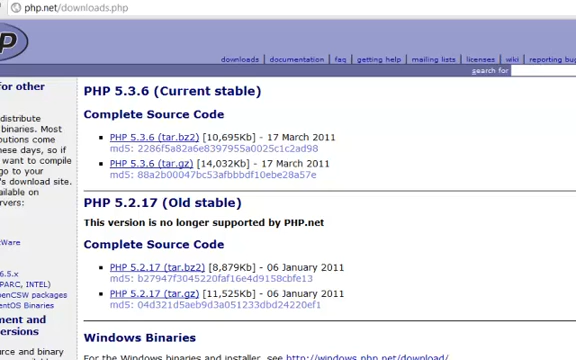 php.net/downloads.php
downloads | documentation | faq | getting help | mailing lists | licenses | wiki | reporting bug
search for
for other
distribute
binaries. Most
butions come
nese days, so if
want to compile
go to your
's download site.
ailable on
rvers:
Ware
6.5.x
PARC, INTEL)
penCSW packages
entOS Binaries
ment and
ersions
urce and binary
PHP 5.3.6 (Current stable)
Complete Source Code
PHP 5.3.6 (tar.bz2) [10,695Kb] - 17 March 2011
md5: 2286f5a82a6e8397955a0025c1c2ad98
PHP 5.3.6 (tar.gz) [14,032Kb] - 17 March 2011
md5: 88a2b00047bc53afbbbdf10ebe28a57e
PHP 5.2.17 (Old stable)
This version is no longer supported by PHP.net
Complete Source Code
PHP 5.2.17 (tar.bz2) [8,879Kb] - 06 January 2011
md5: b27947f3045220faf16e4d9158cbfe13
PHP 5.2.17 (tar.gz) [11,525Kb] - 06 January 2011
md5: 04d321d5aeb9d3a051233dbd24220ef1
Windows Binaries
For the Windows binaries and installer, see http://windows.php.net/download/